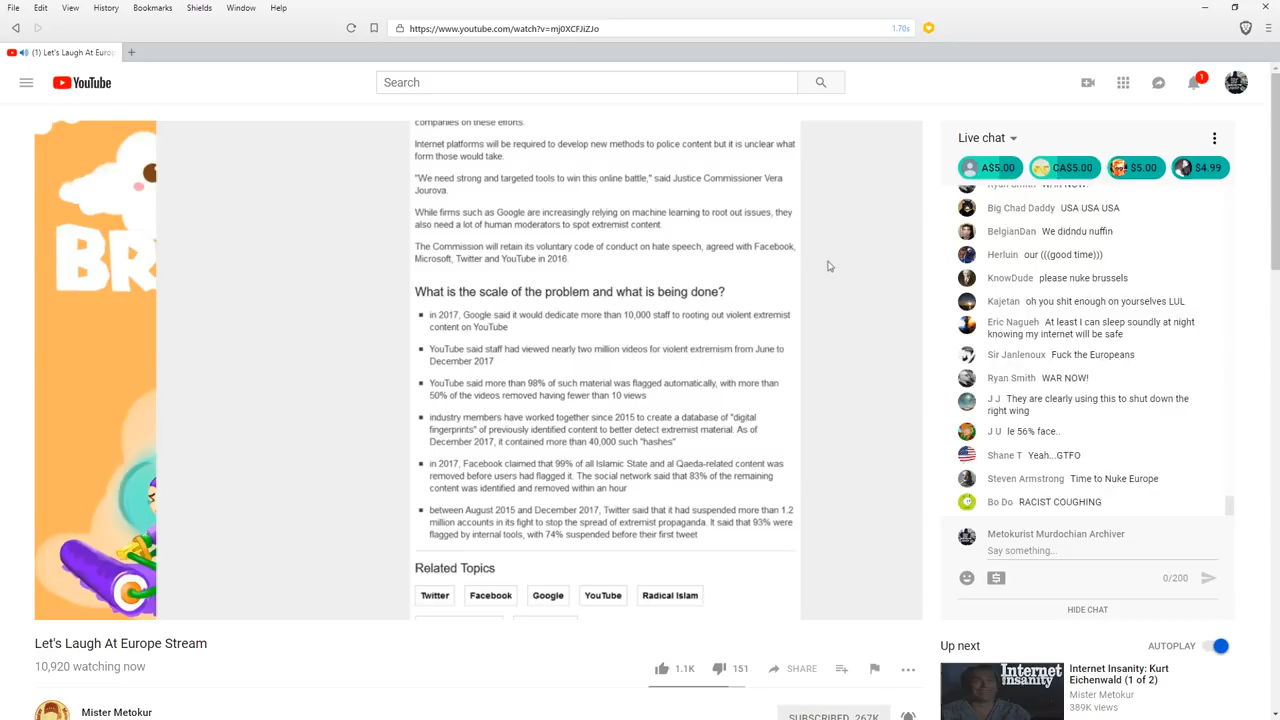 File Edit View History Bookmarks Shields Window Help
https://www.youtube.com/watch?v=mj0XCFJiZJo
1.70s
(1) Let's Laugh At Euro
YouTube
Search
1
BR
companies on these efforts.
Internet platforms will be required to develop new methods to police content but it is unclear what
form those would take.
"We need strong and targeted tools to win this online battle," said Justice Commissioner Vera
Jourova.
While firms such as Google are increasingly relying on machine learning to root out issues, they
also need a lot of human moderators to spot extremist content.
The Commission will retain its voluntary code of conduct on hate speech, agreed with Facebook,
Microsoft, Twitter and YouTube in 2016.
What is the scale of the problem and what is being done?
in 2017, Google said it would dedicate more than 10,000 staff to rooting out violent extremist
content on YouTube
YouTube said staff had viewed nearly two million videos for violent extremism from June to
December 2017
YouTube said more than 98% of such material was flagged automatically, with more than
50% of the videos removed having fewer than 10 views
industry members have worked together since 2015 to create a database of "digital
fingerprints" of previously identified content to better detect extremist material. As of
December 2017, it contained more than 40,000 such "hashes"
in 2017, Facebook claimed that 99% of all Islamic State and al Qaeda-related content was
removed before users had flagged it. The social network said that 83% of the remaining
content was identified and removed within an hour
between August 2015 and December 2017, Twitter said that it had suspended more than 1.2
million accounts in its fight to stop the spread of extremist propaganda. It said that 93% were
flagged by internal tools, with 74% suspended before their first tweet
Related Topics
Twitter Facebook Google YouTube Radical Islam
Live chat
A$5.00 CA$5.00 $5.00 $4.99
Ryan Smith WAR NOW!
Big Chad Daddy USA USA USA
BelgianDan We didndu nuffin
Herluin our (((good time)))
KnowDude please nuke brussels
Kajetan oh you shit enough on yourselves LUL
Eric Nagueh At least I can sleep soundly at night
knowing my internet will be safe
Sir Janlenoux Fuck the Europeans
Ryan Smith WAR NOW!
J J They are clearly using this to shut down the
right wing
J U le 56% face..
Shane T Yeah...GTFO
Steven Armstrong Time to Nuke Europe
Bo Do RACIST COUGHING
Metokurist Murdochian Archiver
Say something...
0/200
HIDE CHAT
Let's Laugh At Europe Stream
10,920 watching now
1.1K 151 SHARE
Mister Metokur
SUBSCRIBED 267K
Up next AUTOPLAY
Internet
Insanity
Internet Insanity: Kurt
Eichenwald (1 of 2)
Mister Metokur
389K views